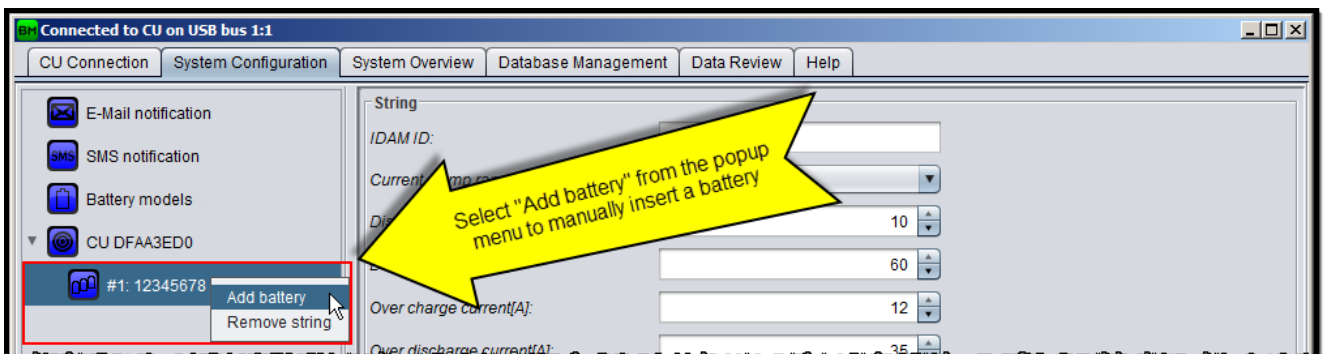 BM Connected to CU on USB bus 1:1
CU Connection System Configuration System Overview Database Management Data Review Help
E-Mail notification
SMS SMS notification
Battery models
CU DFAA3ED0
#1: 12345678
Add battery
Remove string
String
IDAM ID:
Current
10
60
Over charge current[A]: 12
Over discharge current[A]: 35
Select "Add battery" from the popup
menu to manually insert a battery